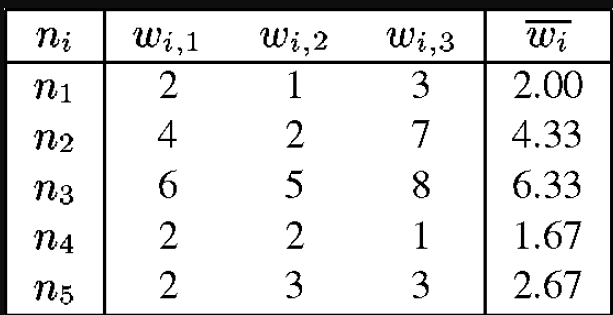 n_i w_{i,1} w_{i,2} w_{i,3} \overline{w_i}
n_1 2 1 3 2.00
n_2 4 2 7 4.33
n_3 6 5 8 6.33
n_4 2 2 1 1.67
n_5 2 3 3 2.67